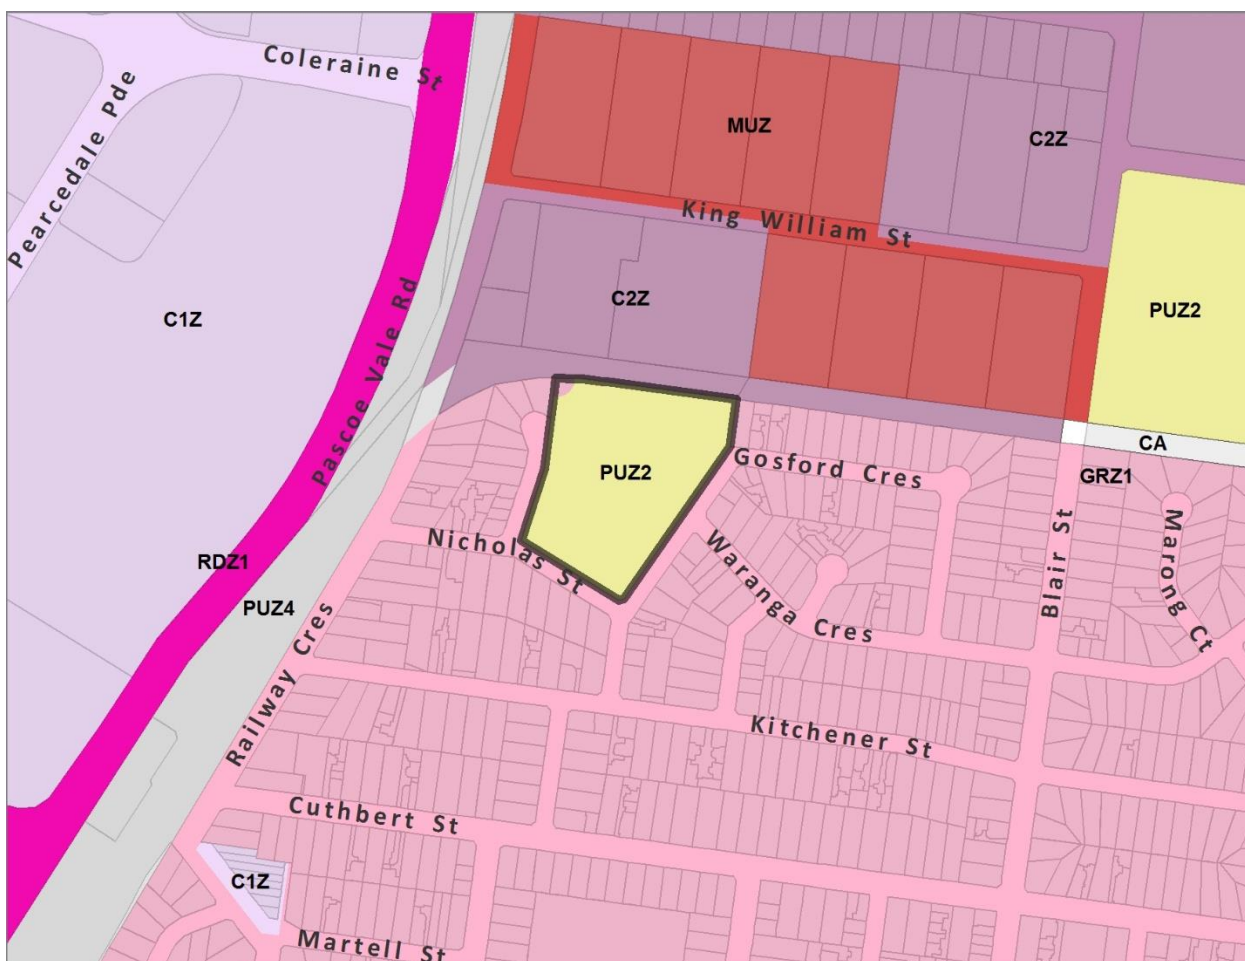 Coleraine St
Pearcedale Pde
MUZ
C2Z
King William St
C2Z
PUZ2
C1Z
Pascoe Vale Rd
CA
Gosford Cres
PUZ2
GRZ1
Nicholas St
Waranga Cres
Blair St
Marong Ct
RDZ1
PUZ4
Railway Cres
Kitchener St
Cuthbert St
C1Z
Martell St